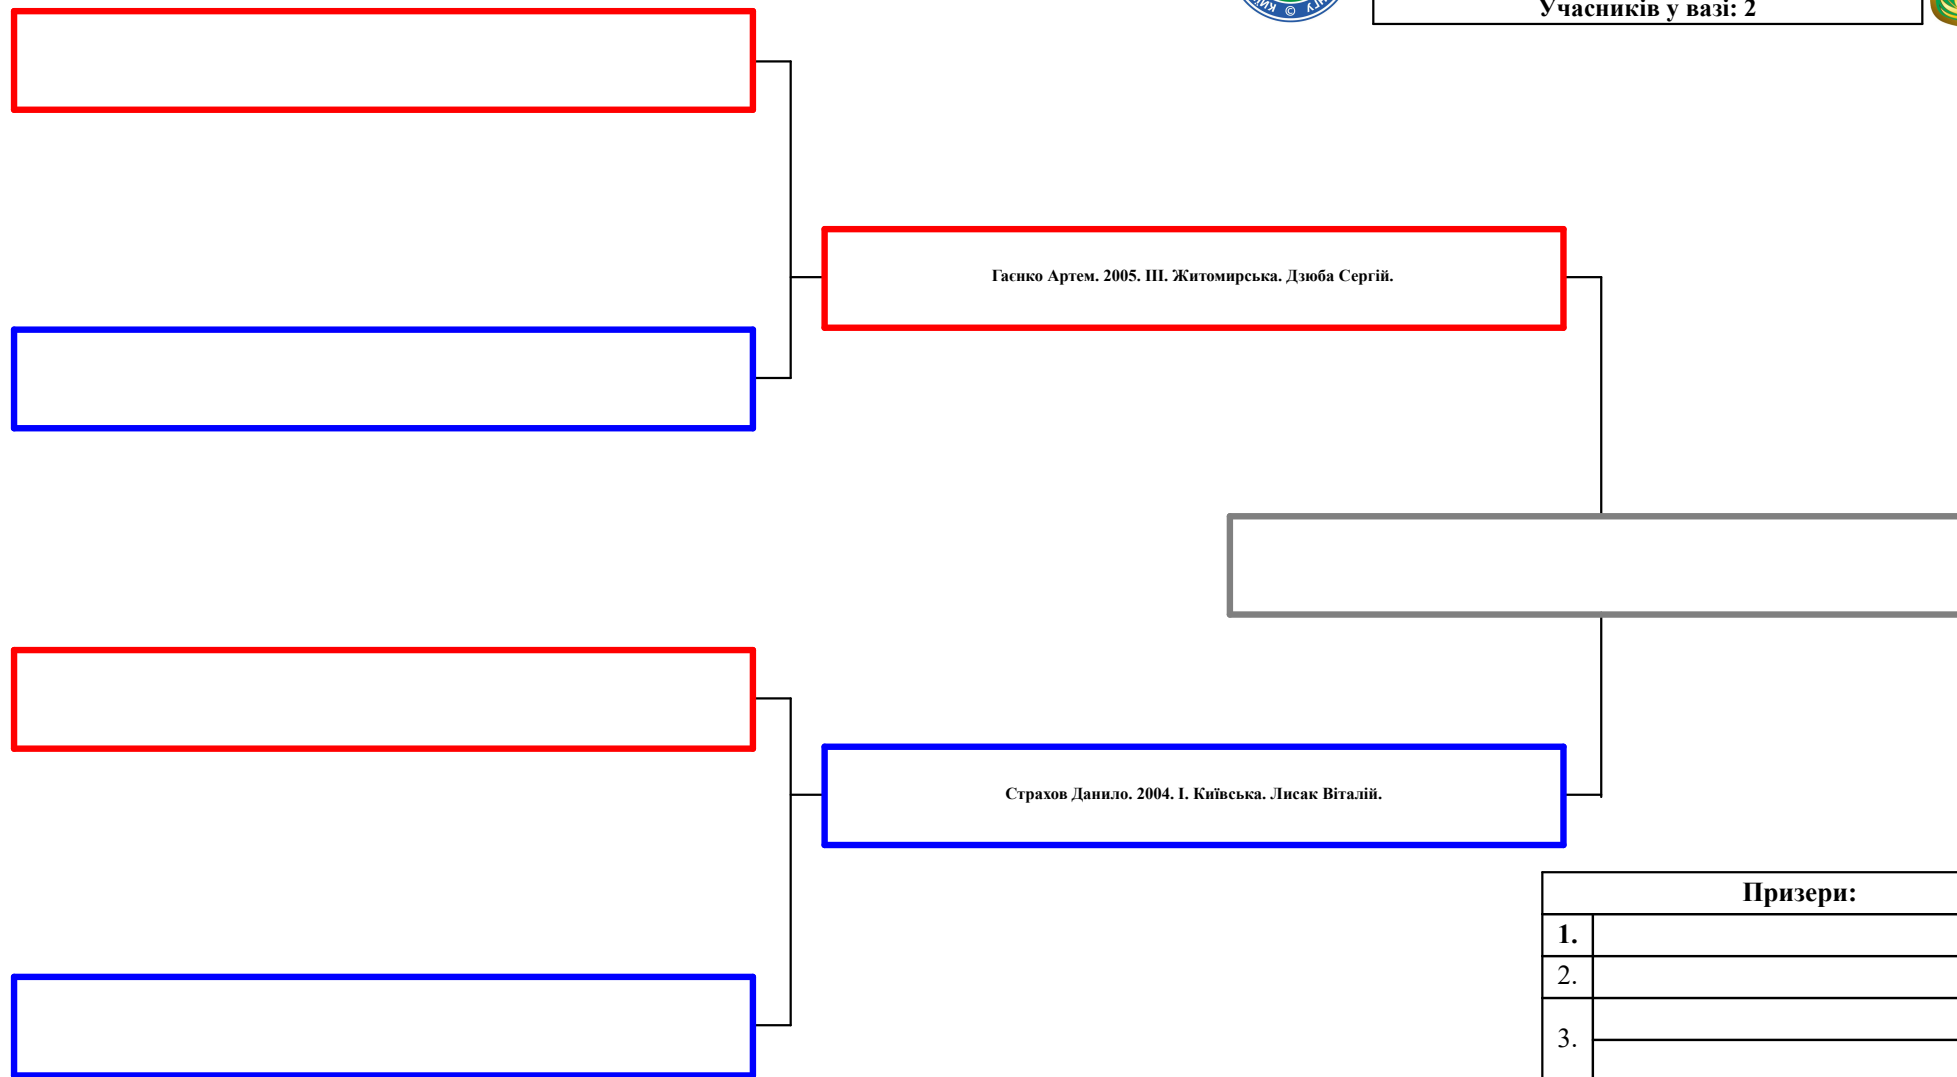 Учасників у вазі: 2
Гаєнко Артем. 2005. III. Житомирська. Дзюба Сергій.
Страхов Данило. 2004. I. Київська. Лисак Віталій.
Призери:
1.
2.
3.